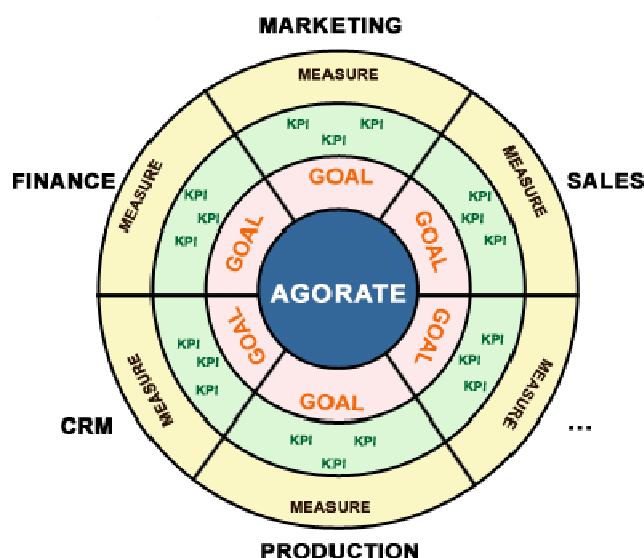 MARKETING
MEASURE
KPI KPI
KPI
GOAL
FINANCE
MEASURE
KPI
KPI
KPI
GOAL
SALES
MEASURE
KPI
KPI
KPI
GOAL
AGORATE
CRM
MEASURE
KPI
KPI
KPI
GOAL
...
MEASURE
KPI
KPI
KPI
GOAL
GOAL
KPI KPI
KPI
MEASURE
PRODUCTION